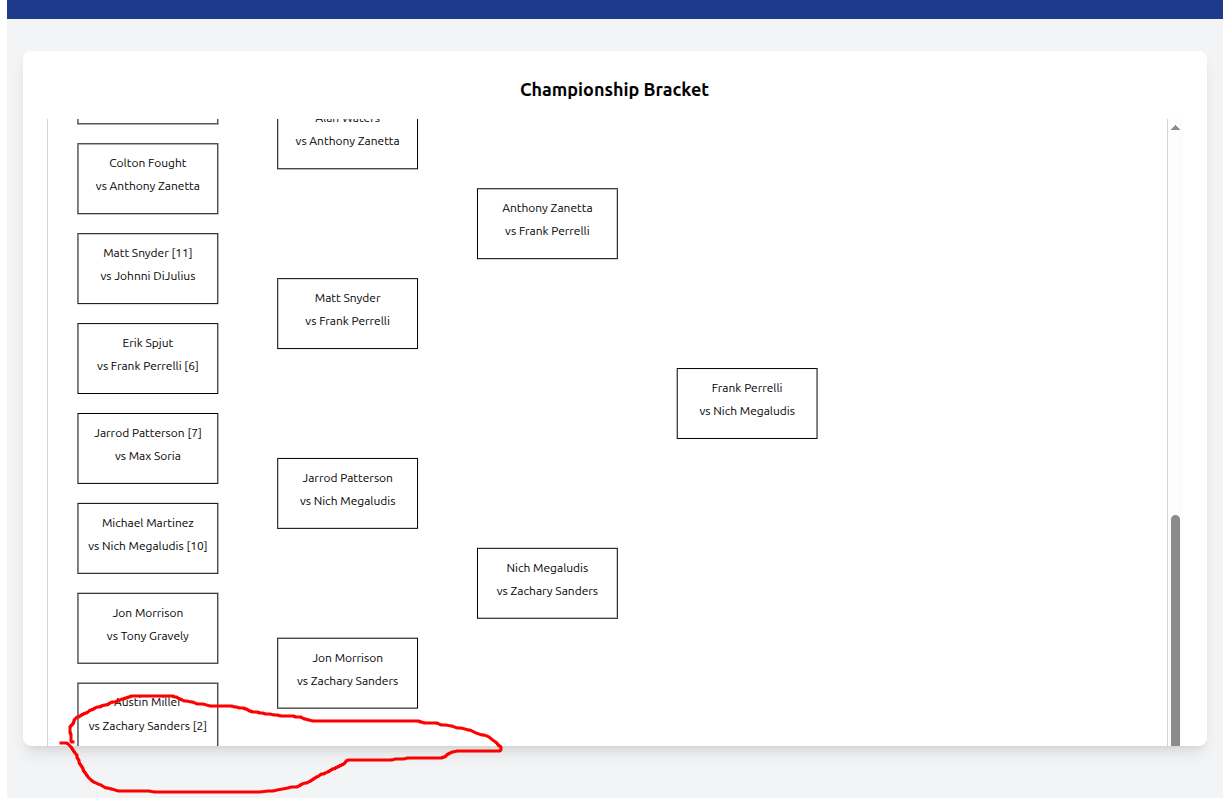 Championship Bracket
Alan Waters
vs Anthony Zanetta
Colton Fought
vs Anthony Zanetta
Anthony Zanetta
vs Frank Perrelli
Matt Snyder [11]
vs Johnni DiJulius
Matt Snyder
vs Frank Perrelli
Erik Spjut
vs Frank Perrelli [6]
Frank Perrelli
vs Nich Megaludis
Jarrod Patterson [7]
vs Max Soria
Jarrod Patterson
vs Nich Megaludis
Michael Martinez
vs Nich Megaludis [10]
Nich Megaludis
vs Zachary Sanders
Jon Morrison
vs Tony Gravely
Jon Morrison
vs Zachary Sanders
Austin Miller
vs Zachary Sanders [2]